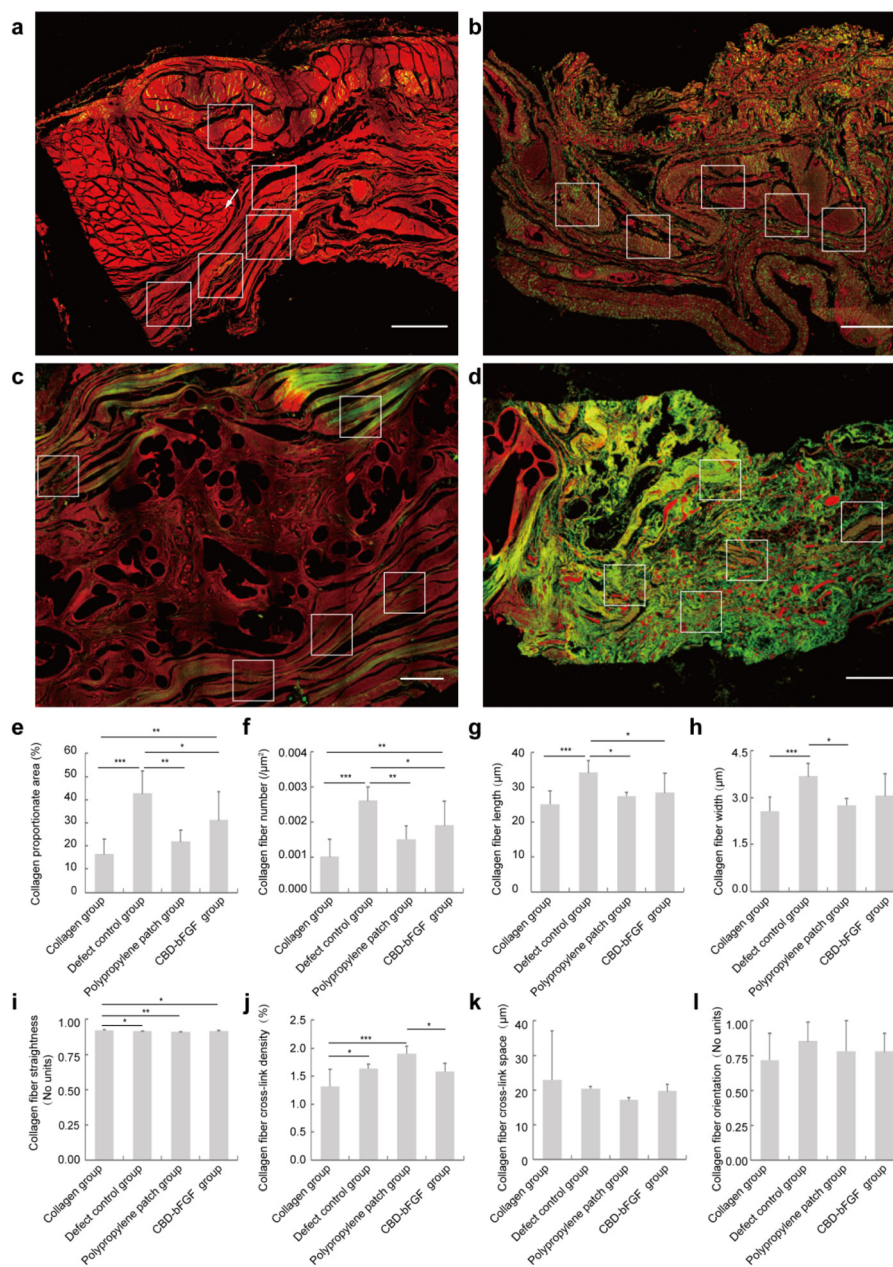 a
b
c
d
e
f
g
h
Collagen proportionate area (%)
60
50
40
30
20
10
0
***
**
*
**
Collagen group
Defect control group
Polypropylene patch group
CBD-bFGF group
Collagen fiber number (/μm²)
0.004
0.003
0.002
0.001
0.000
***
**
*
**
Collagen group
Defect control group
Polypropylene patch group
CBD-bFGF group
Collagen fiber length (μm)
50
40
30
20
10
0
***
*
*
Collagen group
Defect control group
Polypropylene patch group
CBD-bFGF group
Collagen fiber width (μm)
4.5
3.0
1.5
0.0
***
*
Collagen group
Defect control group
Polypropylene patch group
CBD-bFGF group
i
j
k
l
Collagen fiber straightness
(No units)
1.00
0.75
0.50
0.25
0.00
*
**
*
Collagen group
Defect control group
Polypropylene patch group
CBD-bFGF group
Collagen fiber cross-link density (%)
2.5
2.0
1.5
1.0
0.5
0.0
***
*
*
Collagen group
Defect control group
Polypropylene patch group
CBD-bFGF group
Collagen fiber cross-link space (μm)
40
30
20
10
0
Collagen group
Defect control group
Polypropylene patch group
CBD-bFGF group
Collagen fiber orientation (No units)
1.00
0.75
0.50
0.25
0.00
Collagen group
Defect control group
Polypropylene patch group
CBD-bFGF group